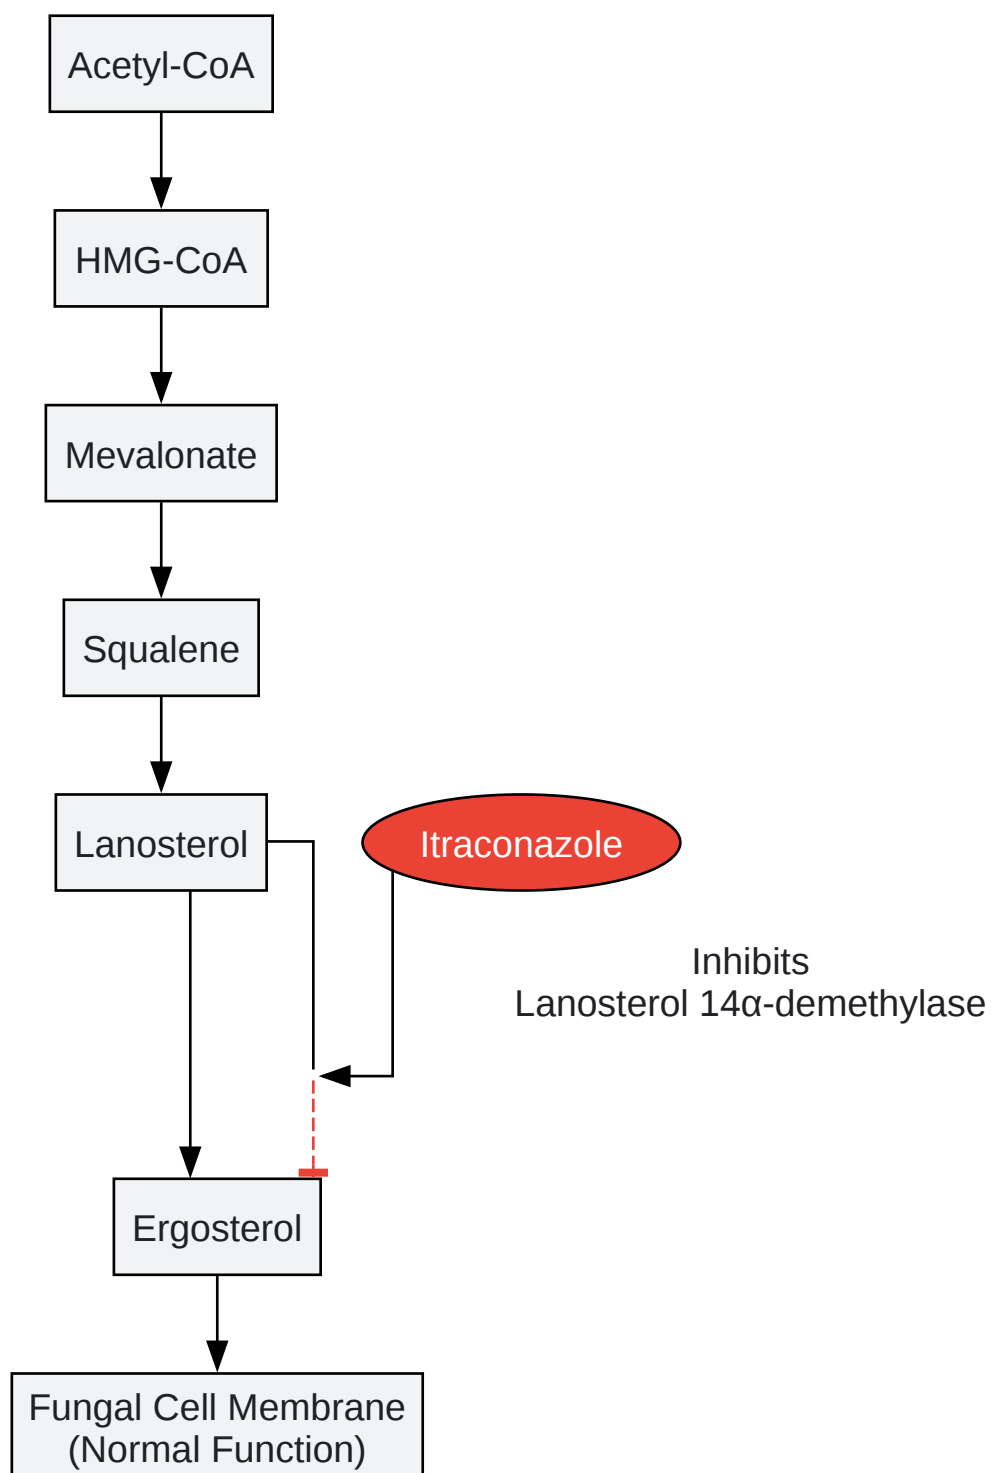 Acetyl-CoA
HMG-CoA
Mevalonate
Squalene
Lanosterol
Itraconazole
Inhibits
Lanosterol 14α-demethylase
Ergosterol
Fungal Cell Membrane
(Normal Function)